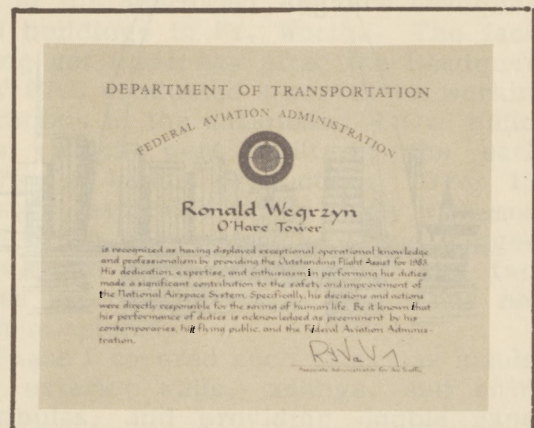 DEPARTMENT OF TRANSPORTATION
FEDERAL AVIATION ADMINISTRATION
Ronald Wegrzyn
O'Hare Tower
is recognized as having displayed exceptional operational knowledge
and professionalism by providing the Outstanding Flight Assist for 1983.
His dedication, expertise, and enthusiasm in performing his duties
made a significant contribution to the safety and improvement of
the National Airspace System. Specifically, his decisions and actions
were directly responsible for the saving of human life. Be it known that
his performance of duties is acknowledged as preeminent by his
contemporaries, the flying public, and the Federal Aviation Adminis-
tration.
Associate Administrator for Air Traffic